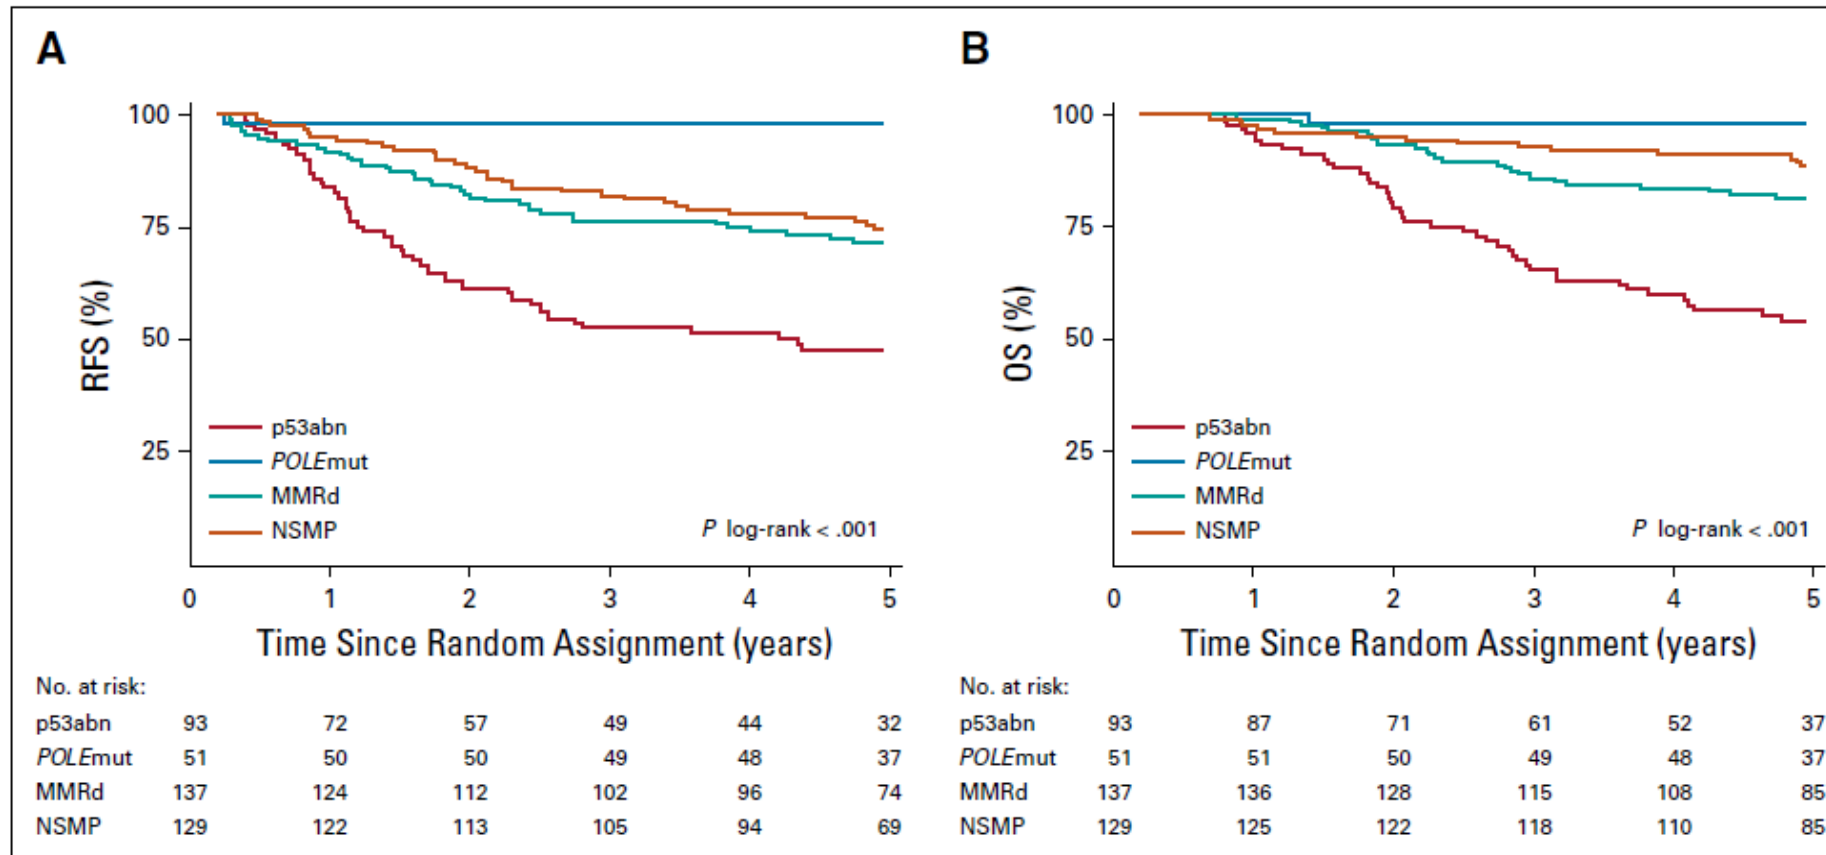 A
B
100
75
50
25
RFS (%)
p53abn
POLEmut
MMRd
NSMP
P log-rank < .001
0 1 2 3 4 5
Time Since Random Assignment (years)
100
75
50
25
OS (%)
p53abn
POLEmut
MMRd
NSMP
P log-rank < .001
0 1 2 3 4 5
Time Since Random Assignment (years)
No. at risk:
p53abn 93 72 57 49 44 32
POLEmut 51 50 50 49 48 37
MMRd 137 124 112 102 96 74
NSMP 129 122 113 105 94 69
No. at risk:
p53abn 93 87 71 61 52 37
POLEmut 51 51 50 49 48 37
MMRd 137 136 128 115 108 85
NSMP 129 125 122 118 110 85